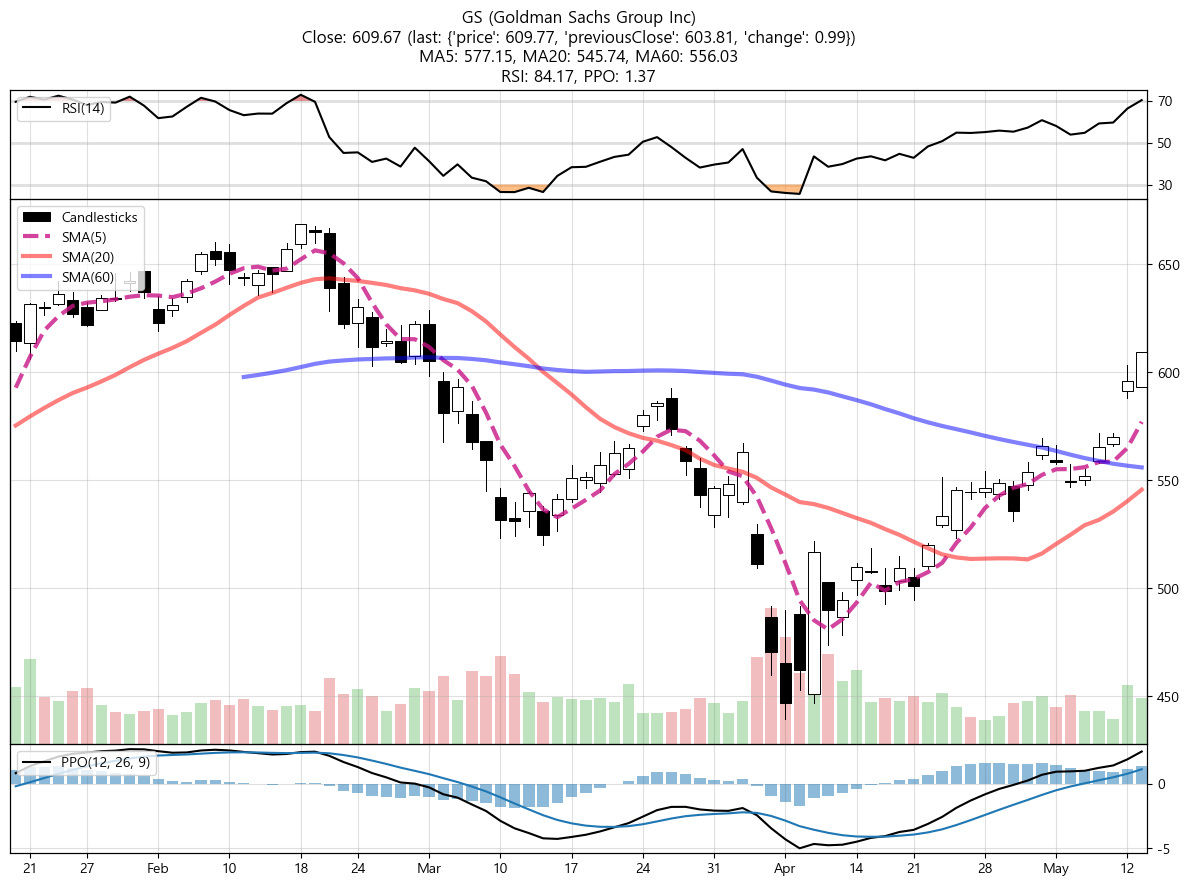 GS (Goldman Sachs Group Inc)
Close: 609.67 (last: {'price': 609.77, 'previousClose': 603.81, 'change': 0.99})
MA5: 577.15, MA20: 545.74, MA60: 556.03
RSI: 84.17, PPO: 1.37
RSI(14)
70
50
30
Candlesticks
SMA(5)
SMA(20)
SMA(60)
650
600
550
500
450
PPO(12, 26, 9)
0
-5
21 27 Feb 10 18 24 Mar 10 17 24 31 Apr 14 21 28 May 12